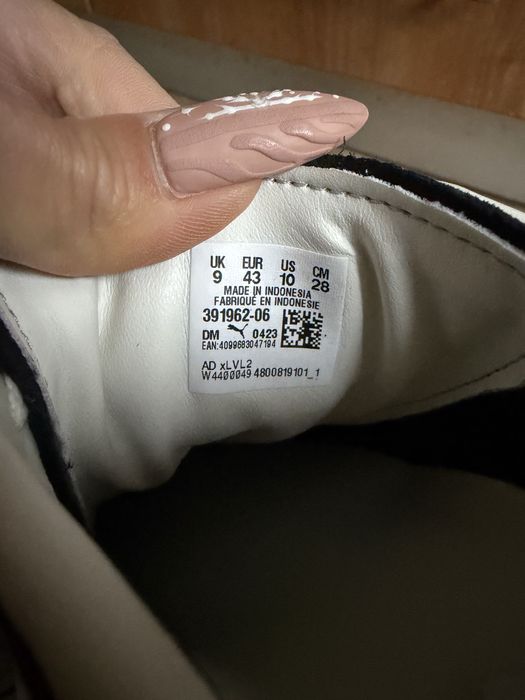 UK EUR US CM
9 43 10 28
MADE IN INDONESIA
FABRIQUÉ EN INDONESIE
391962-06
DM 0423
EAN:4099683047194
AD xLVL2
W4400049 4800819101_1